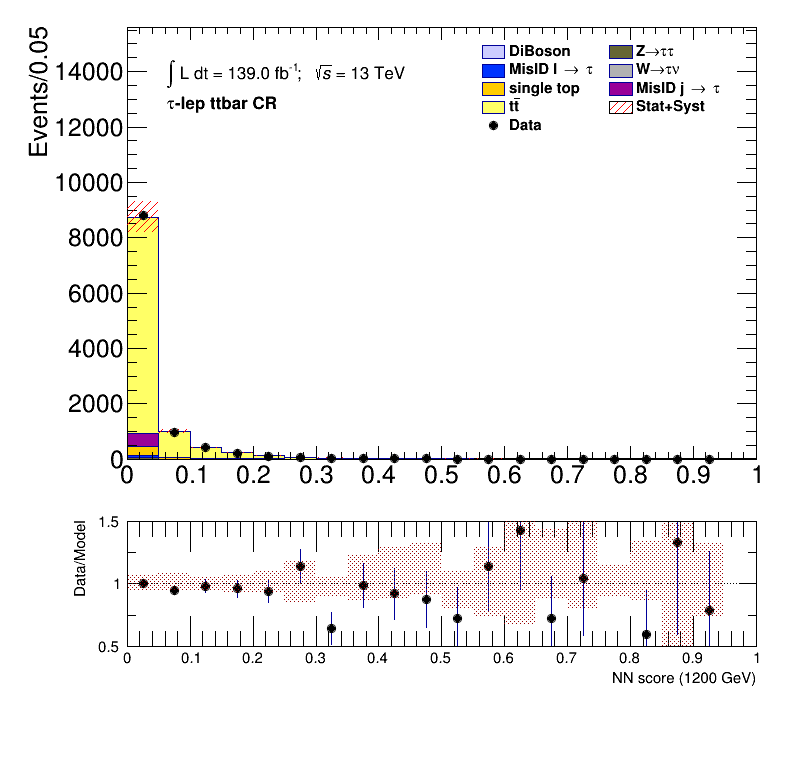 Events/0.05
14000
12000
10000
8000
6000
4000
2000
0
∫ L dt = 139.0 fb⁻¹; √s = 13 TeV
τ-lep ttbar CR
DiBoson
MisID l → τ
single top
tt̄
Data
Z→ττ
W→τν
MisID j → τ
Stat+Syst
0 0.1 0.2 0.3 0.4 0.5 0.6 0.7 0.8 0.9 1
Data/Model
1.5
1
0.5
0 0.1 0.2 0.3 0.4 0.5 0.6 0.7 0.8 0.9 1
NN score (1200 GeV)